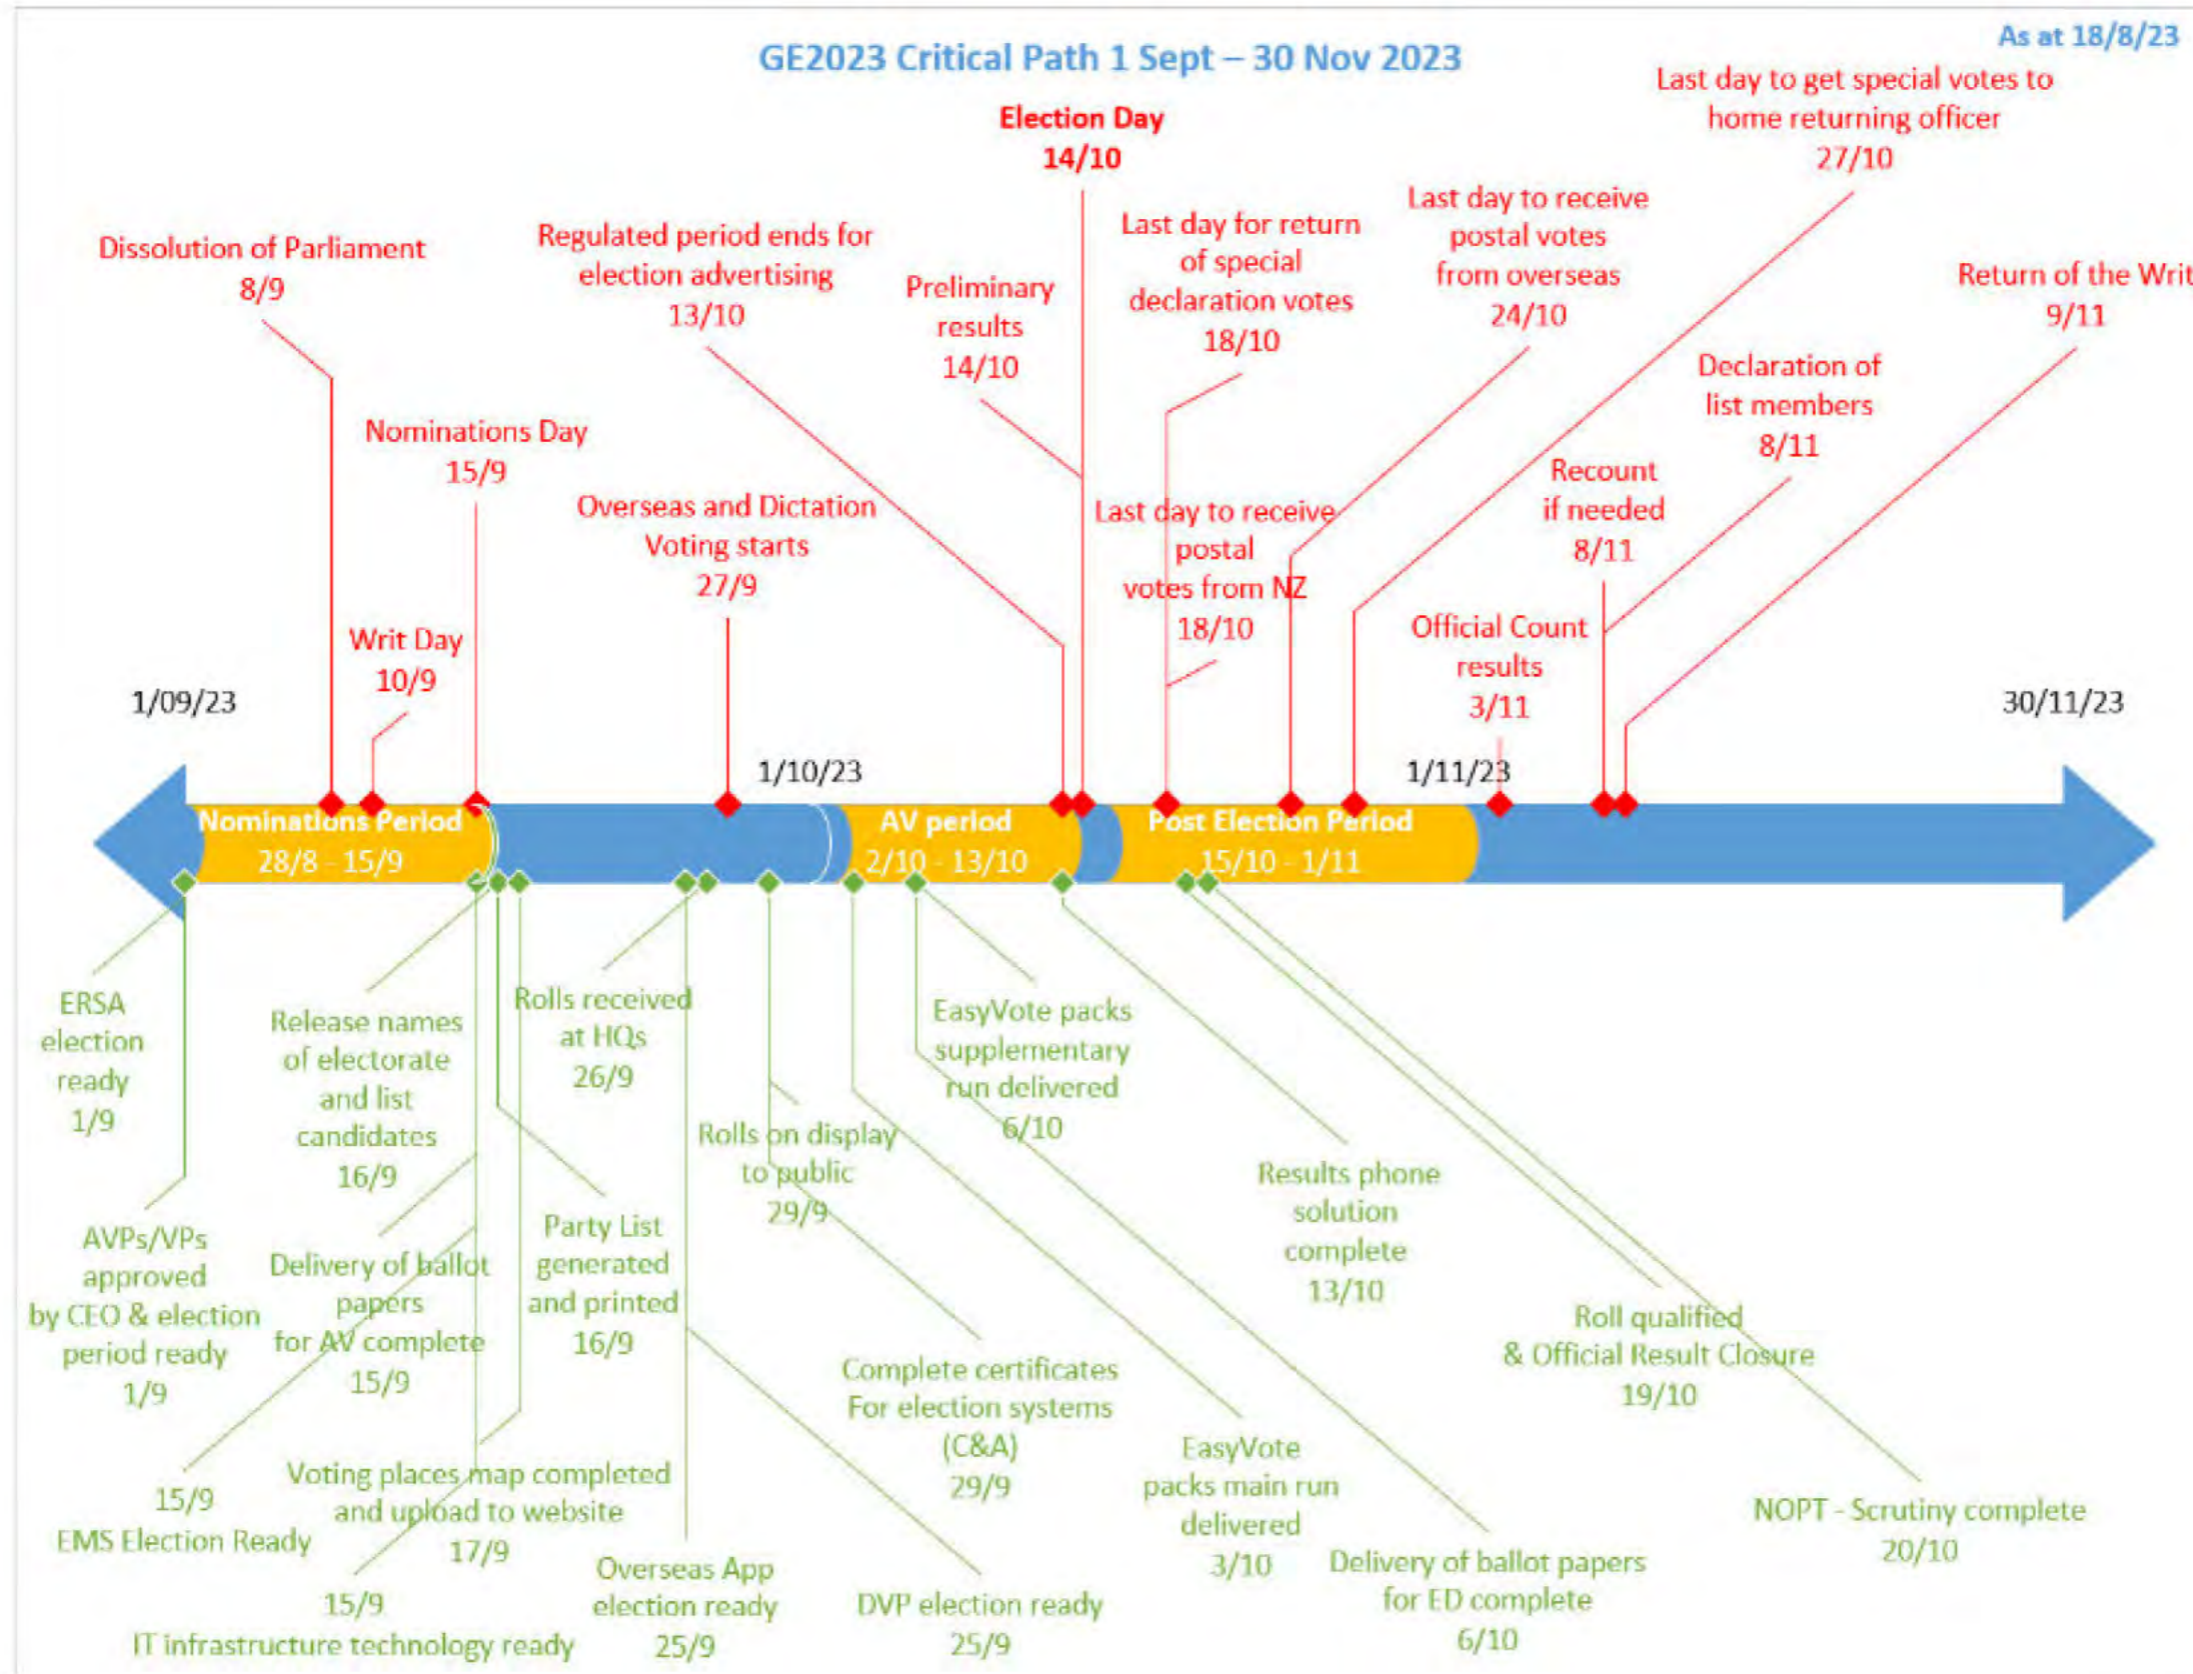 As at 18/8/23
GE2023 Critical Path 1 Sept – 30 Nov 2023
Election Day
14/10
Last day to get special votes to
home returning officer
27/10
Dissolution of Parliament
8/9
Regulated period ends for
election advertising
13/10
Preliminary
results
14/10
Last day for return
of special
declaration votes
18/10
Last day to receive
postal votes
from overseas
24/10
Return of the Writ
9/11
Declaration of
list members
8/11
Nominations Day
15/9
Recount
if needed
8/11
Overseas and Dictation
Voting starts
27/9
Last day to receive
postal
votes from NZ
18/10
Writ Day
10/9
Official Count
results
3/11
1/09/23
1/10/23
1/11/23
30/11/23
Nominations Period
28/8 - 15/9
AV period
2/10 - 13/10
Post Election Period
15/10 - 1/11
ERSA
election
ready
1/9
Release names
of electorate
and list
candidates
16/9
Rolls received
at HQs
26/9
EasyVote packs
supplementary
run delivered
6/10
Rolls on display
to public
29/9
Results phone
solution
complete
13/10
AVPs/VPs
approved
by CEO & election
period ready
1/9
Delivery of ballot
papers
for AV complete
15/9
Party List
generated
and printed
16/9
Roll qualified
& Official Result Closure
19/10
Complete certificates
For election systems
(C&A)
29/9
EasyVote
packs main run
delivered
3/10
15/9
EMS Election Ready
Voting places map completed
and upload to website
17/9
NOPT - Scrutiny complete
20/10
Overseas App
election ready
25/9
DVP election ready
25/9
Delivery of ballot papers
for ED complete
6/10
15/9
IT infrastructure technology ready